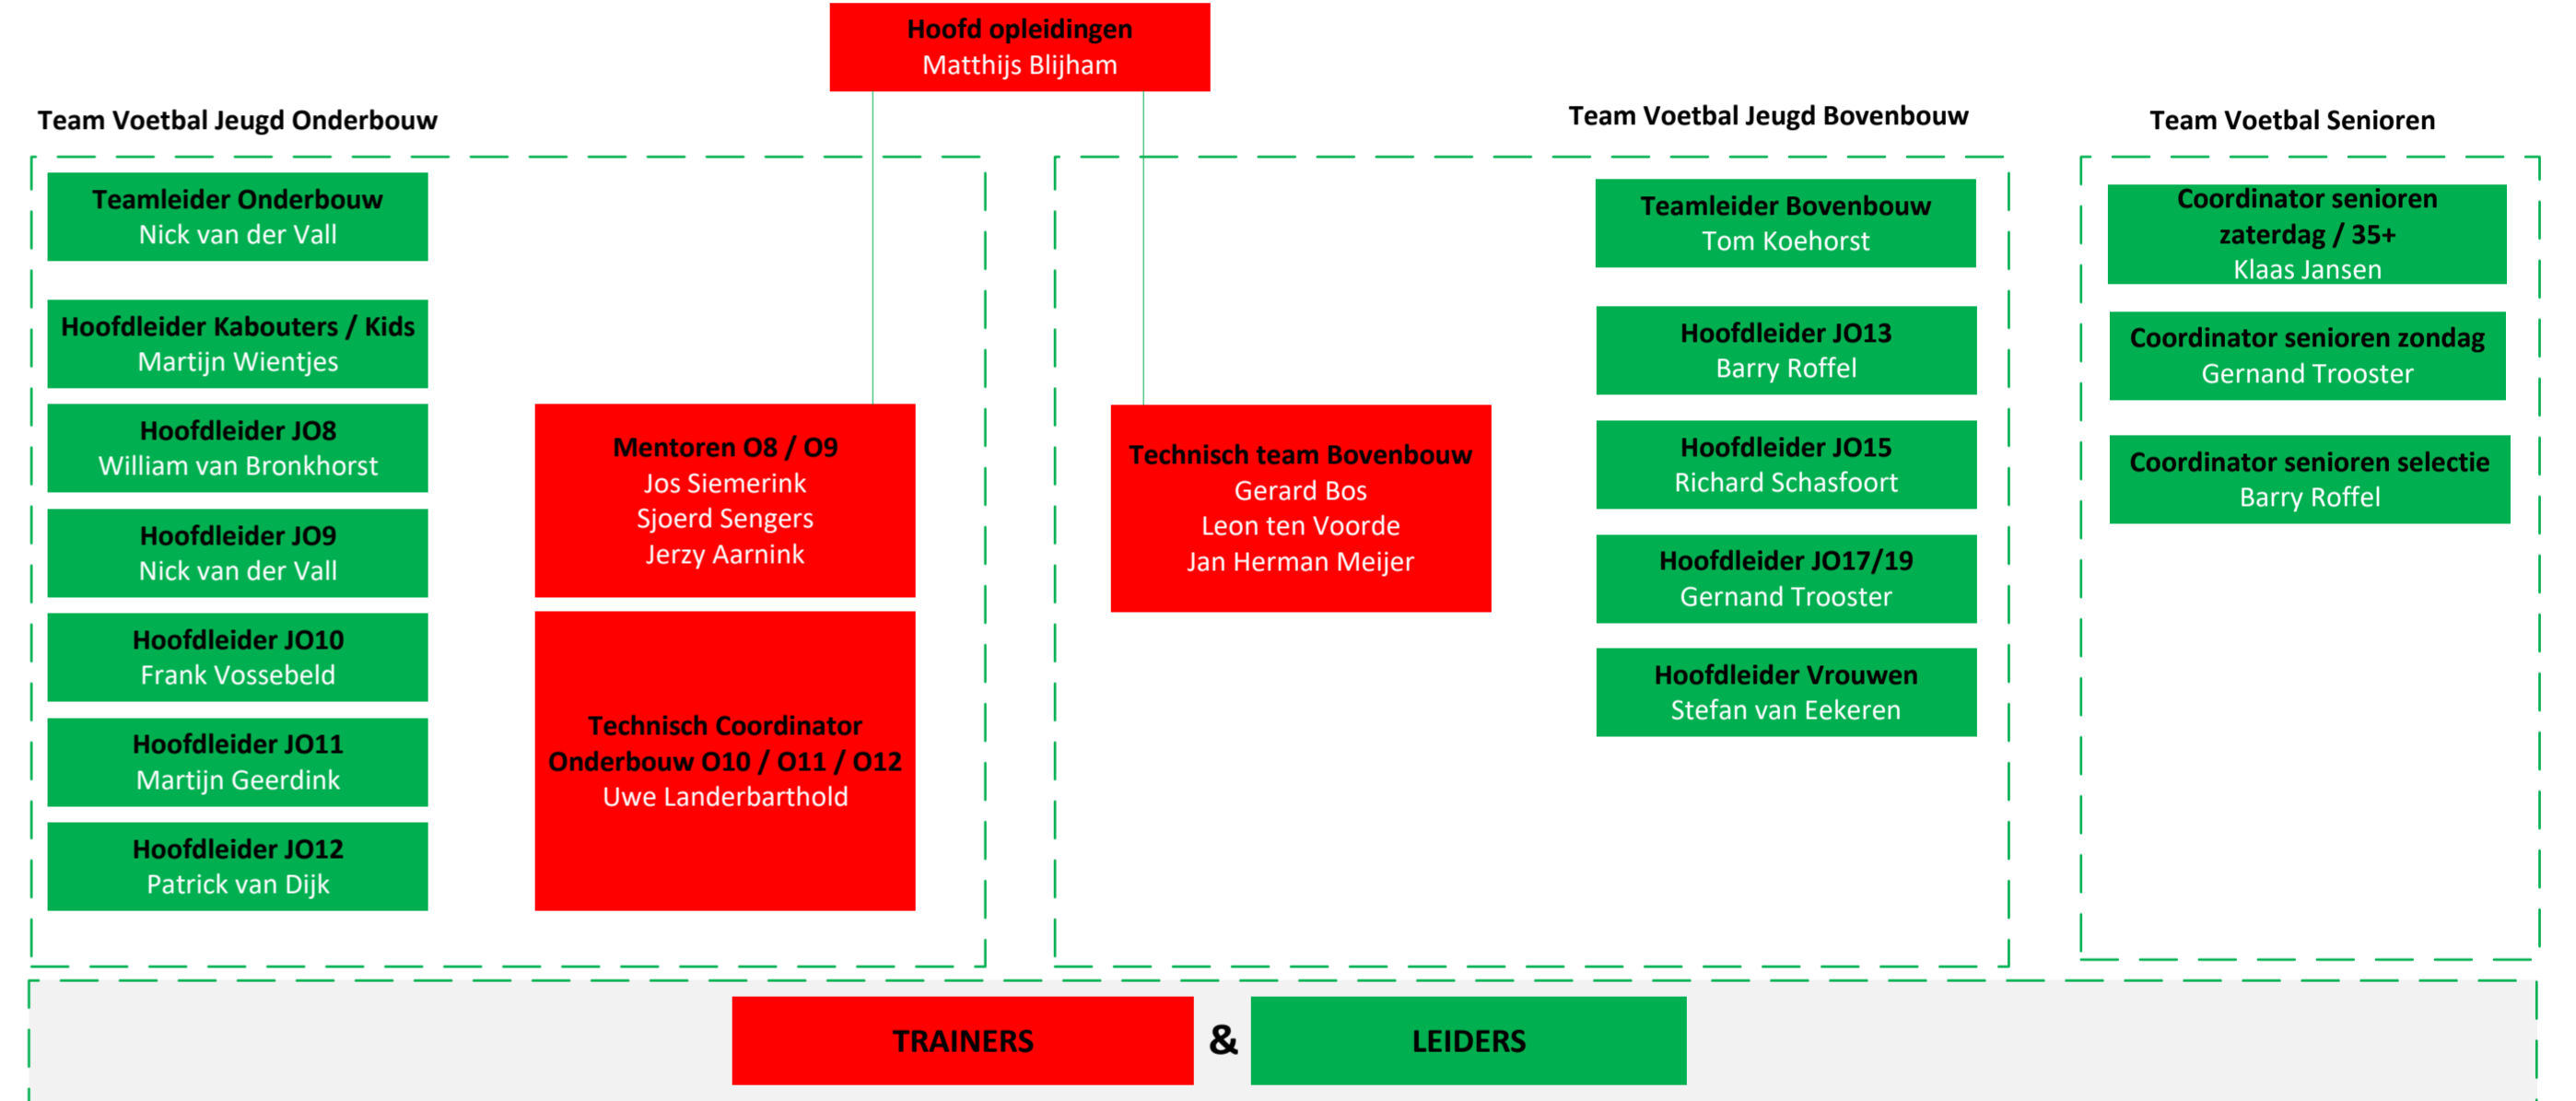 Hoofd opleidingen
Matthijs Blijham
Team Voetbal Jeugd Onderbouw
Teamleider Onderbouw
Nick van der Vall
Hoofdleider Kabouters / Kids
Martijn Wientjes
Hoofdleider JO8
William van Bronkhorst
Hoofdleider JO9
Nick van der Vall
Hoofdleider JO10
Frank Vossebeld
Hoofdleider JO11
Martijn Geerdink
Hoofdleider JO12
Patrick van Dijk
Mentoren O8 / O9
Jos Siemerink
Sjoerd Sengers
Jerzy Aarnink
Technisch Coordinator
Onderbouw O10 / O11 / O12
Uwe Landerbarthold
Team Voetbal Jeugd Bovenbouw
Technisch team Bovenbouw
Gerard Bos
Leon ten Voorde
Jan Herman Meijer
Teamleider Bovenbouw
Tom Koehorst
Hoofdleider JO13
Barry Roffel
Hoofdleider JO15
Richard Schasfoort
Hoofdleider JO17/19
Gernand Trooster
Hoofdleider Vrouwen
Stefan van Eekeren
Team Voetbal Senioren
Coordinator senioren
zaterdag / 35+
Klaas Jansen
Coordinator senioren zondag
Gernand Trooster
Coordinator senioren selectie
Barry Roffel
TRAINERS & LEIDERS